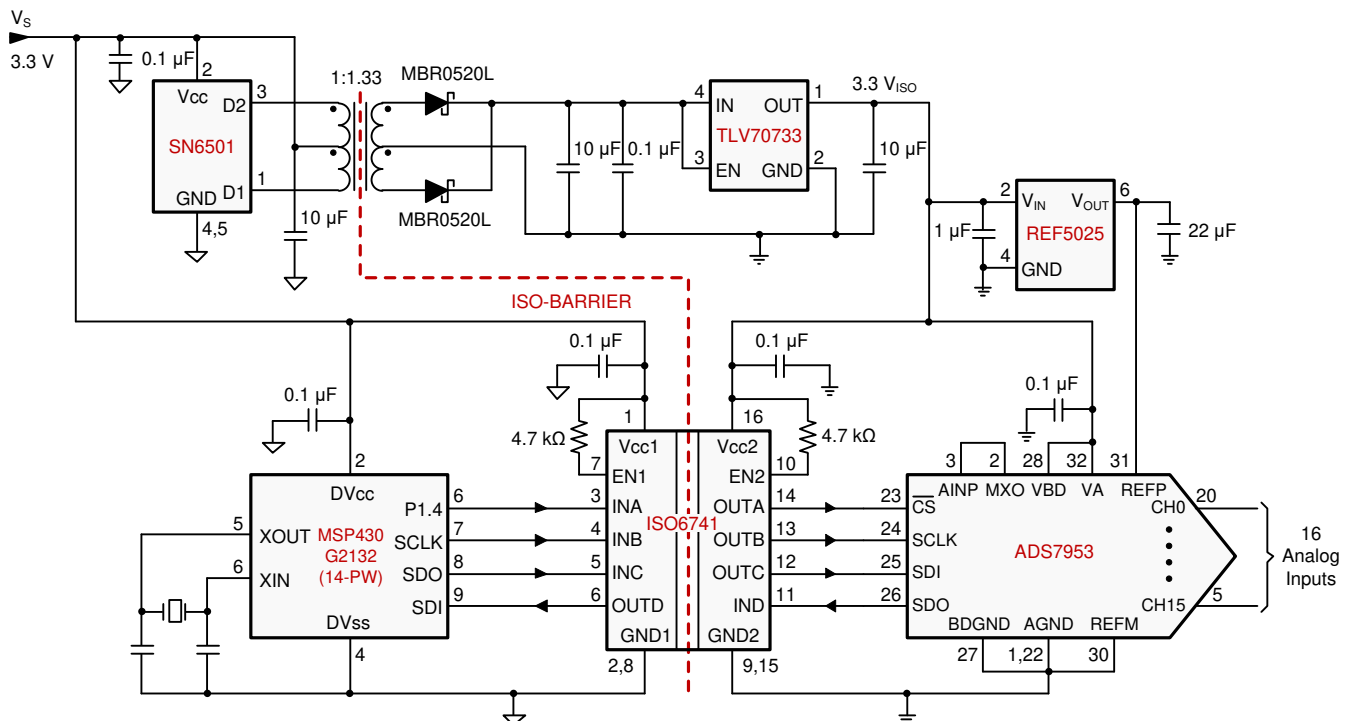 VS
3.3 V
0.1 µF
2
Vcc
D2
3
SN6501
D1
1
GND
4,5
10 µF
1:1.33
MBR0520L
MBR0520L
10 µF
0.1 µF
4
IN
OUT
1
TLV70733
3
EN
GND
2
3.3 VISO
10 µF
2
VIN
VOUT
6
REF5025
1 µF
4
GND
22 µF
ISO-BARRIER
0.1 µF
0.1 µF
0.1 µF
0.1 µF
4.7 kΩ
1
16
4.7 kΩ
Vcc1
Vcc2
7
EN1
EN2
10
3
INA
OUTA
14
4
INB
OUTB
13
ISO6741
5
INC
OUTC
12
6
OUTD
IND
11
GND1
GND2
2,8
9,15
2
DVcc
5
XOUT
6
XIN
MSP430
G2132
(14-PW)
P1.4
6
SCLK
7
SDO
8
SDI
9
DVss
4
3
2
28
32
31
AINP
MXO
VBD
VA
REFP
23
CS
24
SCLK
25
SDI
26
SDO
ADS7953
CH0
20
CH15
5
16
Analog
Inputs
BDGND
AGND
REFM
27
1,22
30